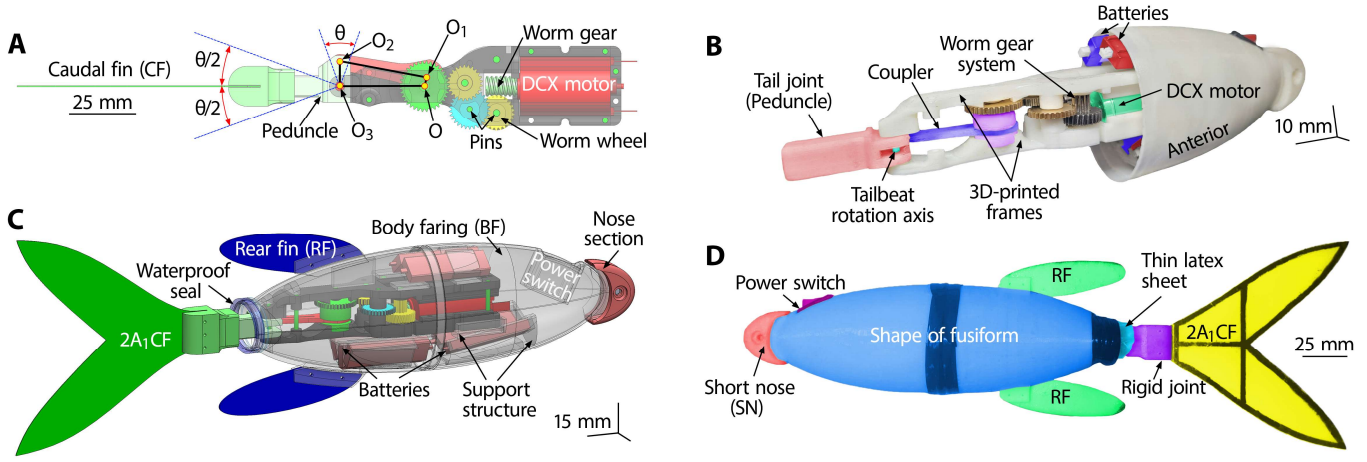 A
θ
O₂
O₁
Worm gear
θ/2
Caudal fin (CF)
25 mm
DCX motor
θ/2
Peduncle
O₃
O
Pins
Worm wheel
B
Batteries
Worm gear
system
Coupler
Tail joint
(Peduncle)
DCX motor
10 mm
Anterior
Tailbeat
rotation axis
3D-printed
frames
C
Rear fin (RF)
Body faring (BF)
Nose
section
Waterproof
seal
Power
switch
2A₁CF
Batteries
Support
structure
15 mm
D
Power switch
RF
Thin latex
sheet
Shape of fusiform
2A₁CF
25 mm
Short nose
(SN)
RF
Rigid joint